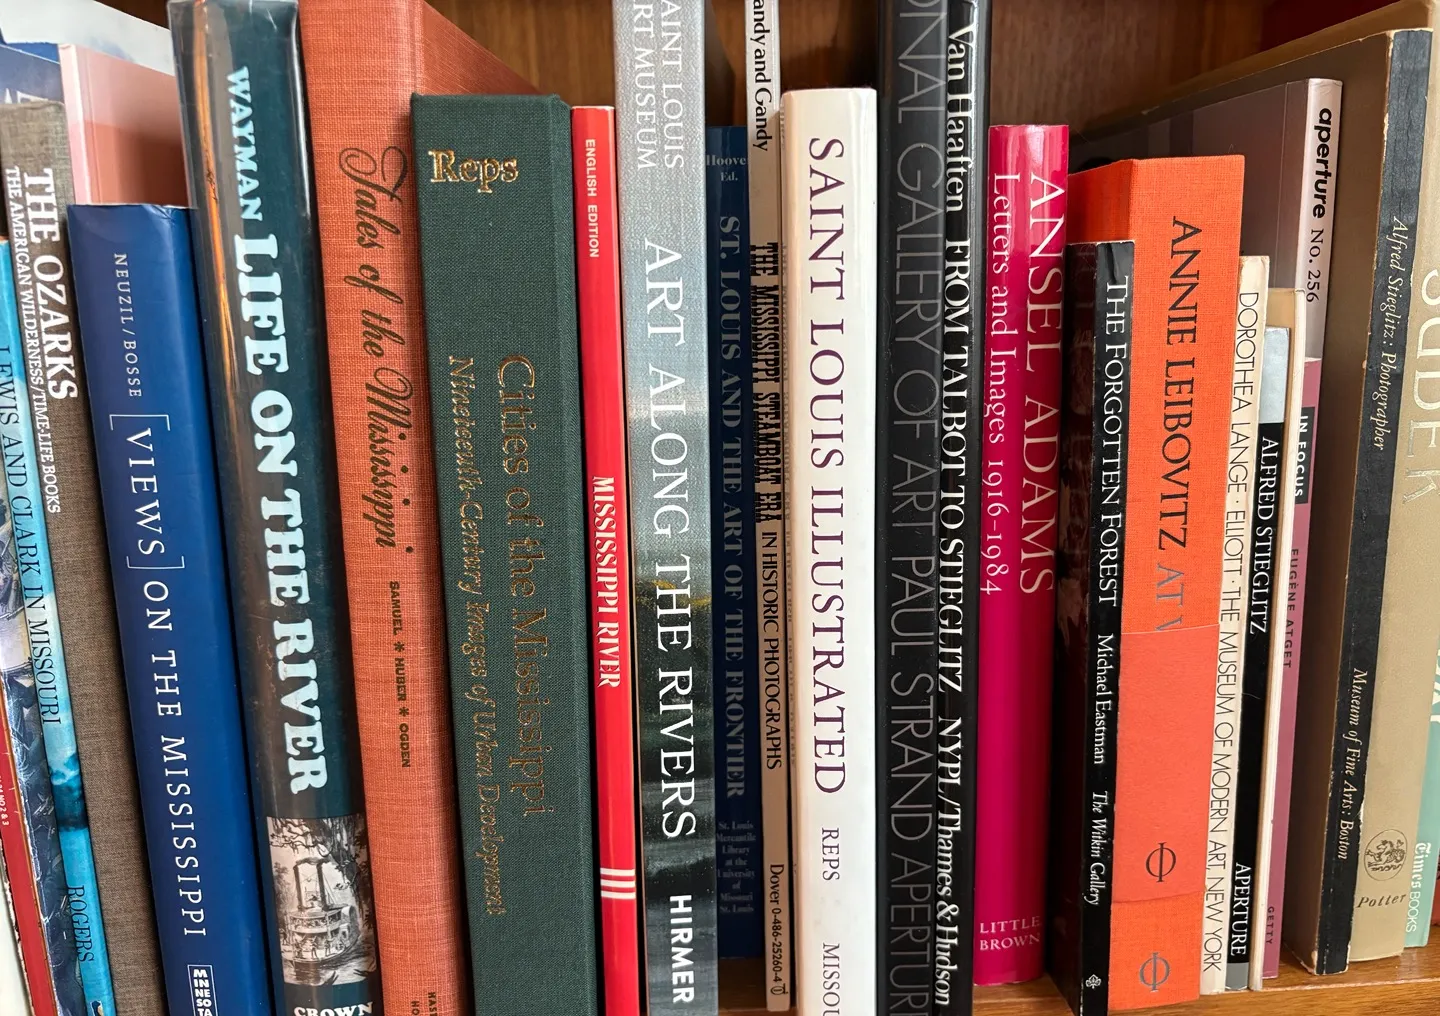 LEWIS AND CLARK IN MISSOURI
ROGERS
THE OZARKS
THE AMERICAN WILDERNESS/TIME-LIFE BOOKS
NEUZIL / BOSSE
[VIEWS] ON THE MISSISSIPPI
MINNESOTA
WAYMAN LIFE ON THE RIVER
CROWN
Tales of the Mississippi
SAMUEL * HUBER * OGDEN
Reps
Cities of the Mississippi
Nineteenth-Century Images of Urban Development
ENGLISH EDITION
MISSISSIPPI RIVER
SAINT LOUIS
ART MUSEUM
ART ALONG THE RIVERS
HIRMER
Hoover
Ed.
ST. LOUIS AND THE ART OF THE FRONTIER
St. Louis
Mercantile
Library
at the
University
of
Missouri
St. Louis
andy and Gandy
THE MISSISSIPPI STEAMBOAT ERA IN HISTORIC PHOTOGRAPHS
Dover 0-486-25260-4
SAINT LOUIS ILLUSTRATED
REPS
MISSOU
ONAL GALLERY OF ART PAUL STRAND APERTURE
Van Haaften FROM TALBOT TO STIEGLITZ NYPL/Thames & Hudson
ANSEL ADAMS
Letters and Images 1916-1984
LITTLE
BROWN
THE FORGOTTEN FOREST Michael Eastman The Witkin Gallery
ANNIE LEIBOVITZ AT W
DOROTHEA LANGE · ELLIOTT · THE MUSEUM OF MODERN ART, NEW YORK
ALFRED STIEGLITZ
APERTURE
IN FOCUS
EUGÈNE ATGET
GETTY
aperture No. 256
Alfred Stieglitz: Photographer
Museum of Fine Arts: Boston
Potter
Times BOOKS